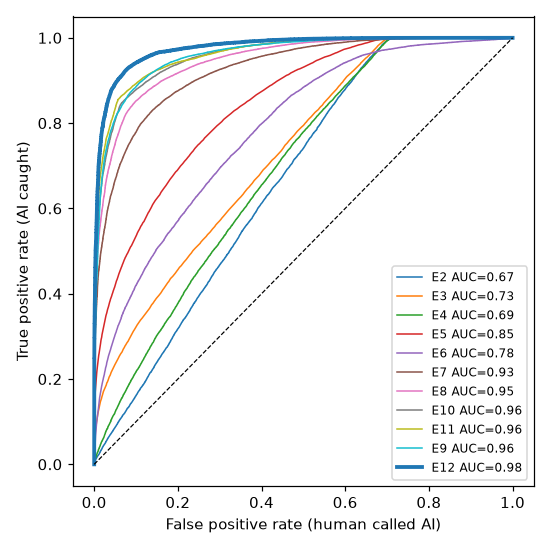 1.0
0.8
0.6
0.4
0.2
0.0
True positive rate (AI caught)
E2 AUC=0.67
E3 AUC=0.73
E4 AUC=0.69
E5 AUC=0.85
E6 AUC=0.78
E7 AUC=0.93
E8 AUC=0.95
E10 AUC=0.96
E11 AUC=0.96
E9 AUC=0.96
E12 AUC=0.98
0.0 0.2 0.4 0.6 0.8 1.0
False positive rate (human called AI)